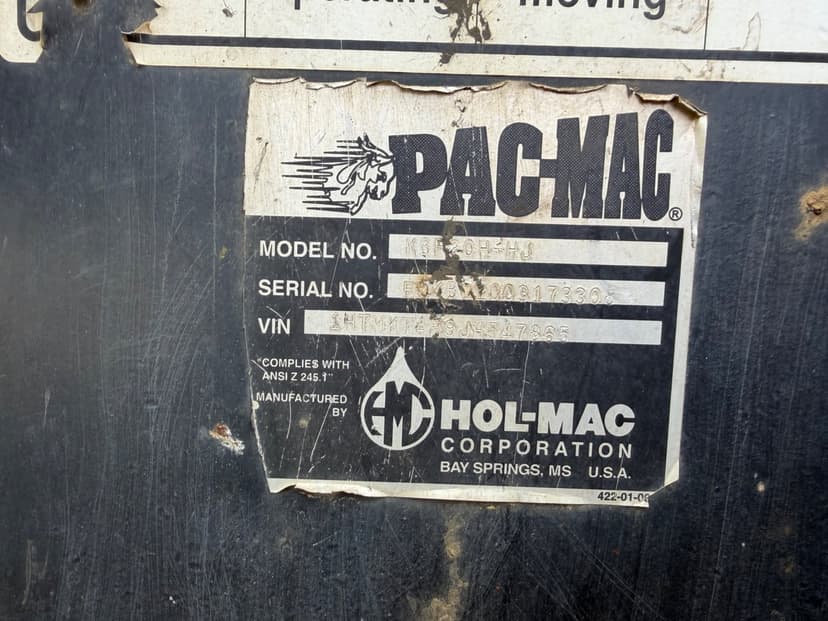 moving
PAC-MAC®
MODEL NO.
SERIAL NO.
VIN
"COMPLIES WITH
ANSI Z 245.1"
MANUFACTURED
BY
HOL-MAC
CORPORATION
BAY SPRINGS, MS U.S.A.